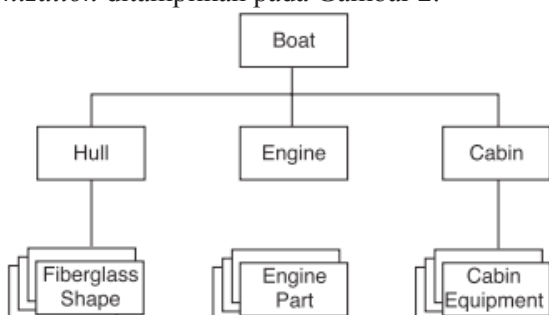 ditampilkan pada Gambar 2.
Boat
Hull
Engine
Cabin
Fiberglass
Shape
Engine
Part
Cabin
Equipment